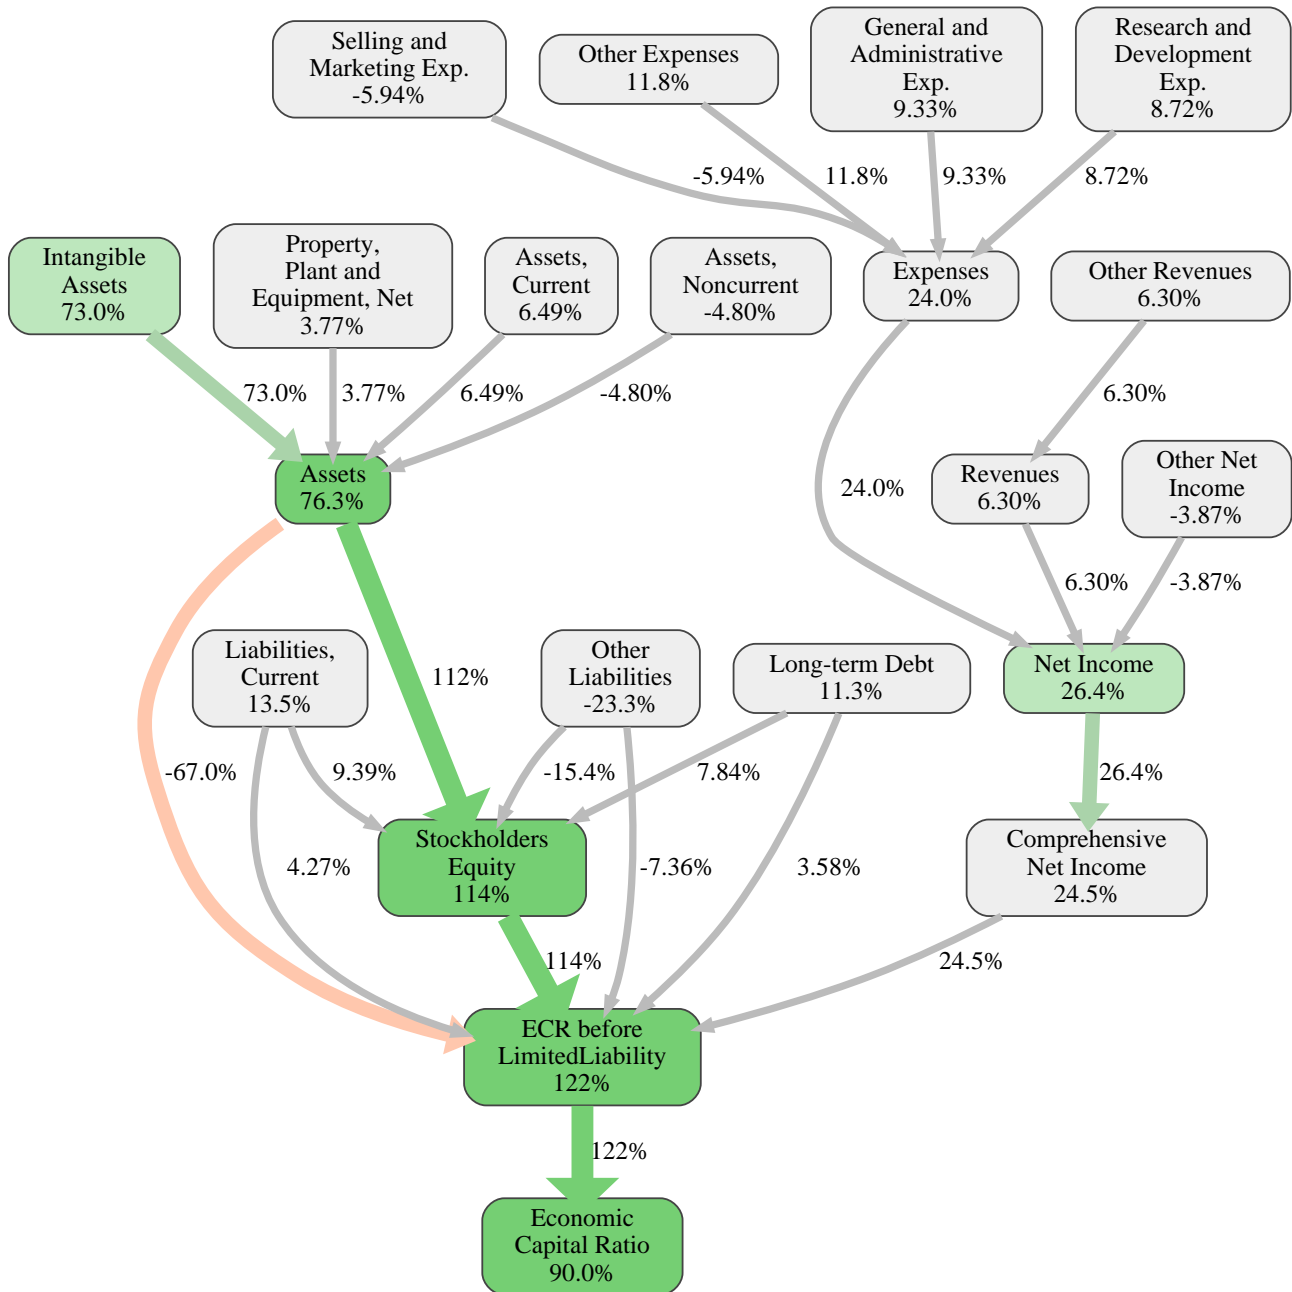 Selling and
Marketing Exp.
-5.94%
Other Expenses
11.8%
General and
Administrative
Exp.
9.33%
Research and
Development
Exp.
8.72%
-5.94%
11.8%
9.33%
8.72%
Intangible
Assets
73.0%
Property,
Plant and
Equipment, Net
3.77%
Assets,
Current
6.49%
Assets,
Noncurrent
-4.80%
Expenses
24.0%
Other Revenues
6.30%
73.0%
3.77%
6.49%
-4.80%
6.30%
Assets
76.3%
24.0%
Revenues
6.30%
Other Net
Income
-3.87%
6.30%
-3.87%
Liabilities,
Current
13.5%
112%
Other
Liabilities
-23.3%
Long-term Debt
11.3%
Net Income
26.4%
-67.0%
9.39%
-15.4%
7.84%
26.4%
Stockholders
Equity
114%
4.27%
-7.36%
3.58%
Comprehensive
Net Income
24.5%
114%
24.5%
ECR before
LimitedLiability
122%
122%
Economic
Capital Ratio
90.0%